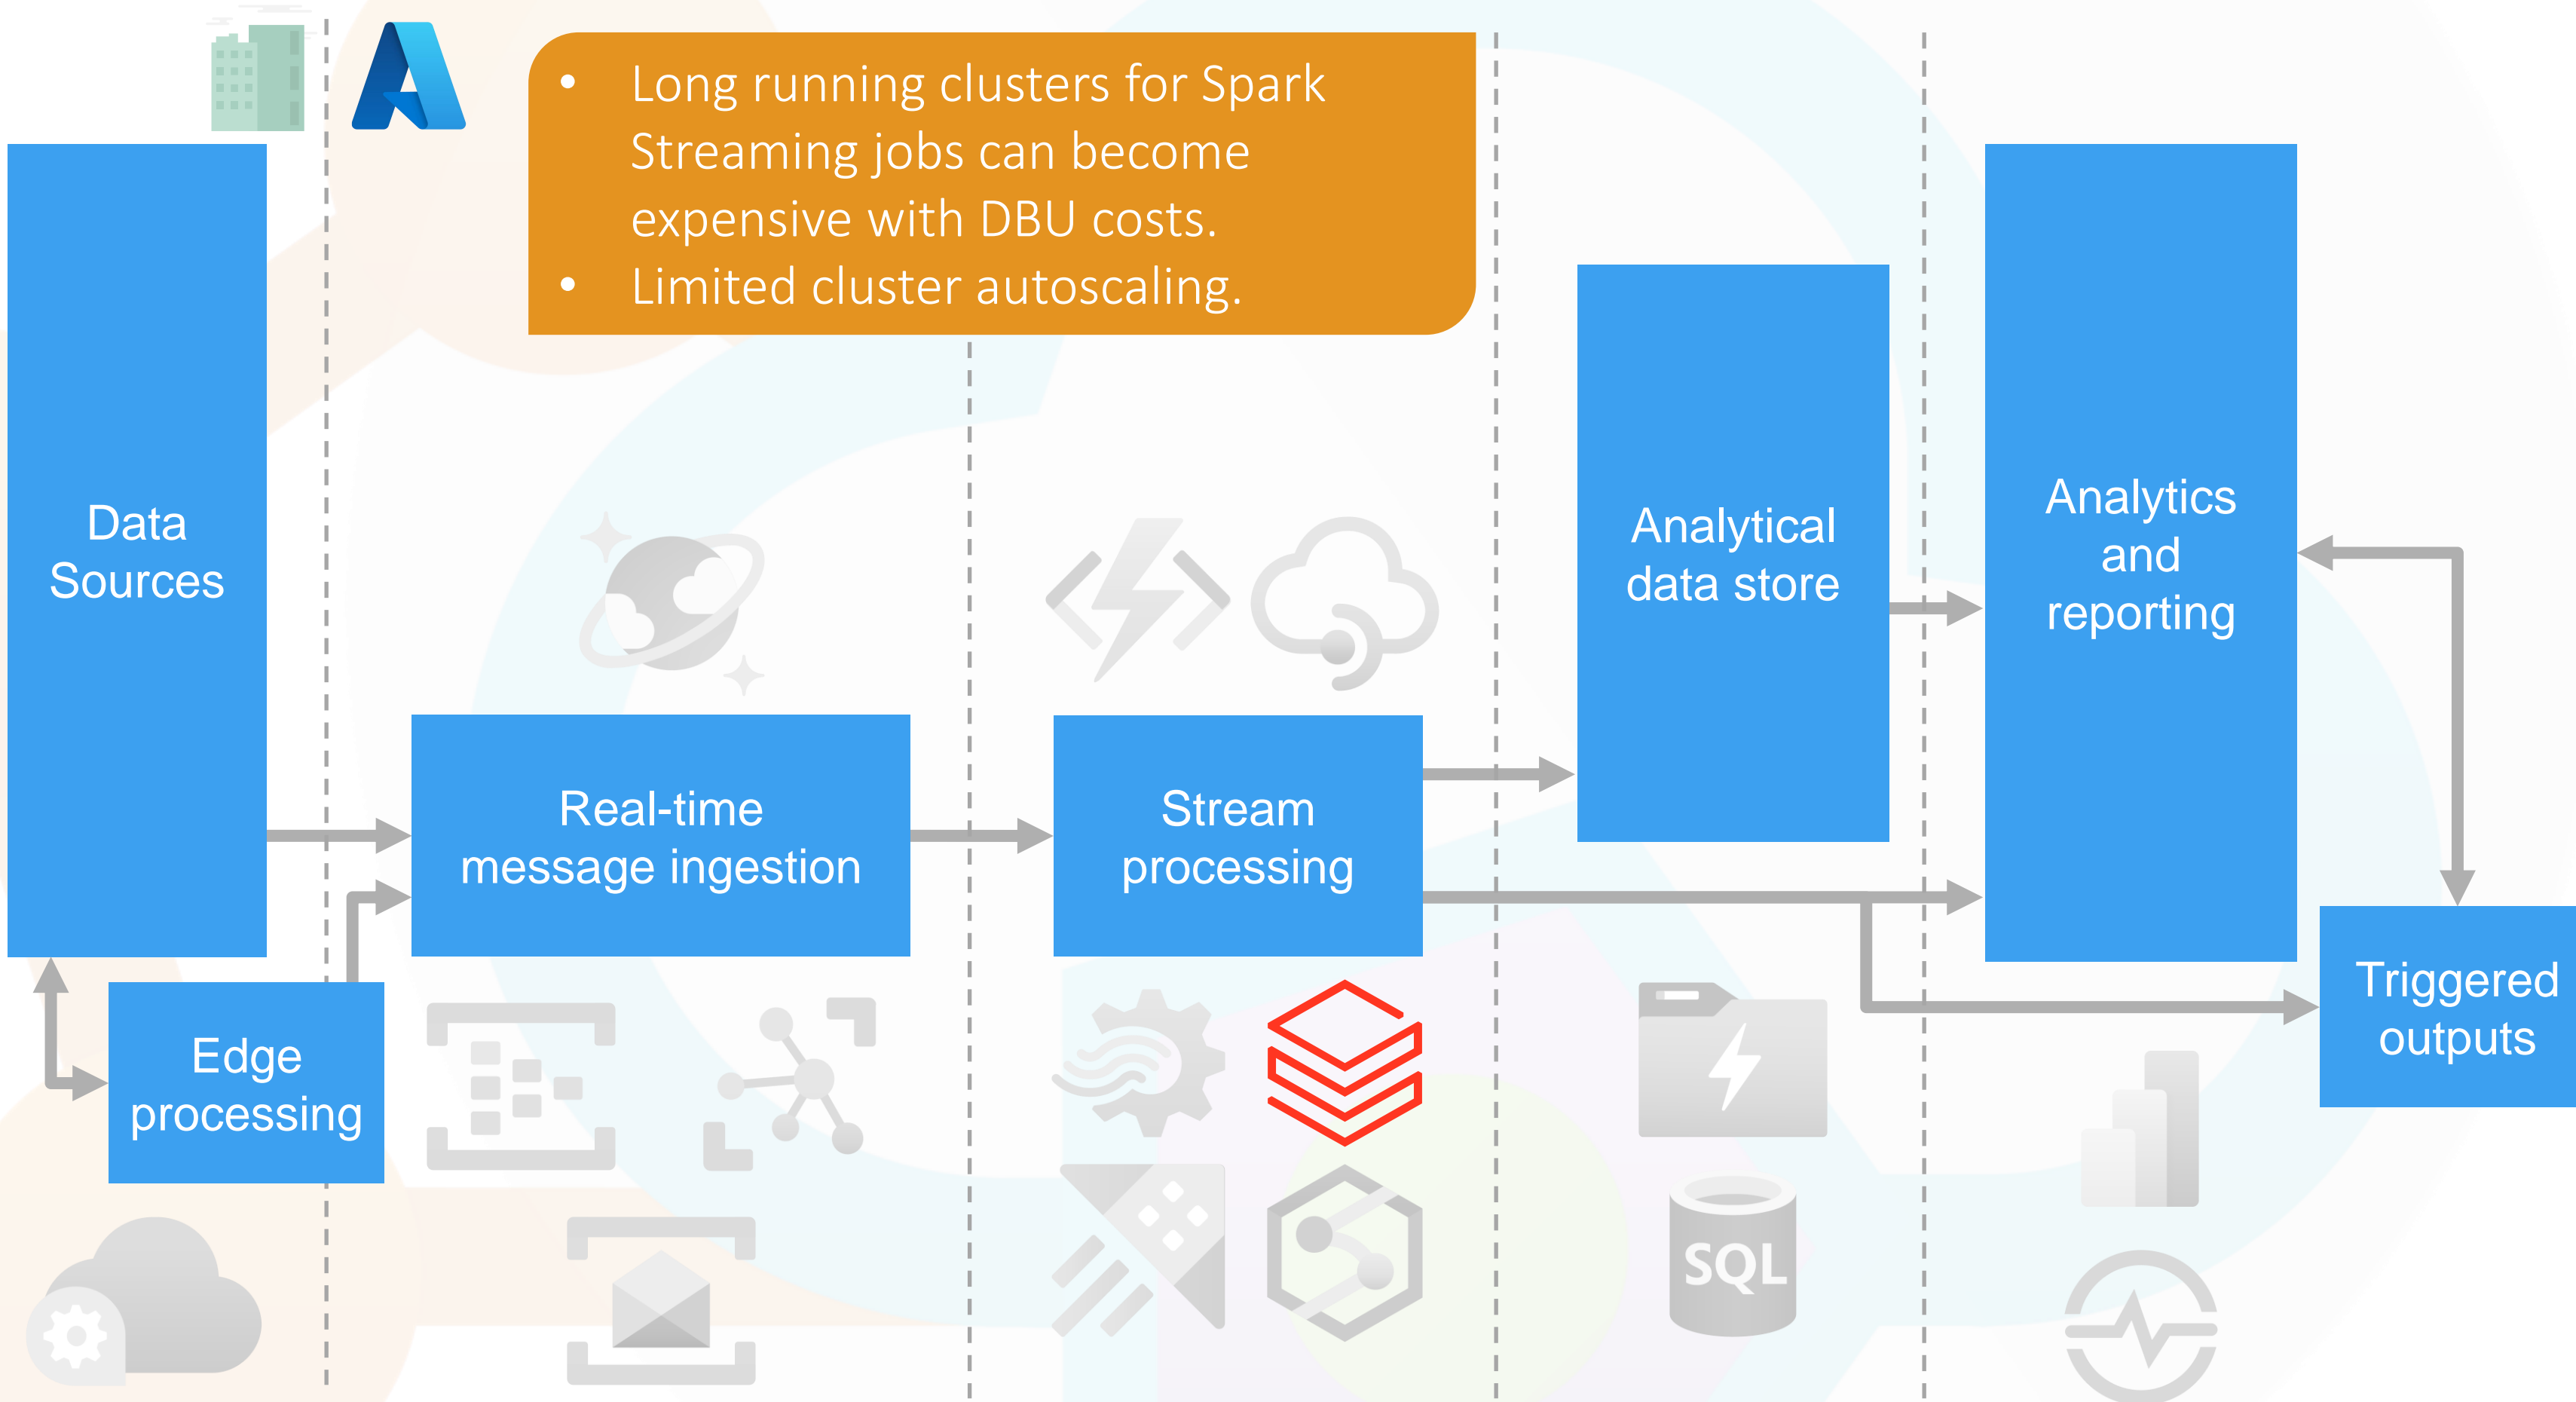 • Long running clusters for Spark
Streaming jobs can become
expensive with DBU costs.
• Limited cluster autoscaling.
Data
Sources
Edge
processing
Real-time
message ingestion
Stream
processing
Analytical
data store
Analytics
and
reporting
Triggered
outputs
SQL